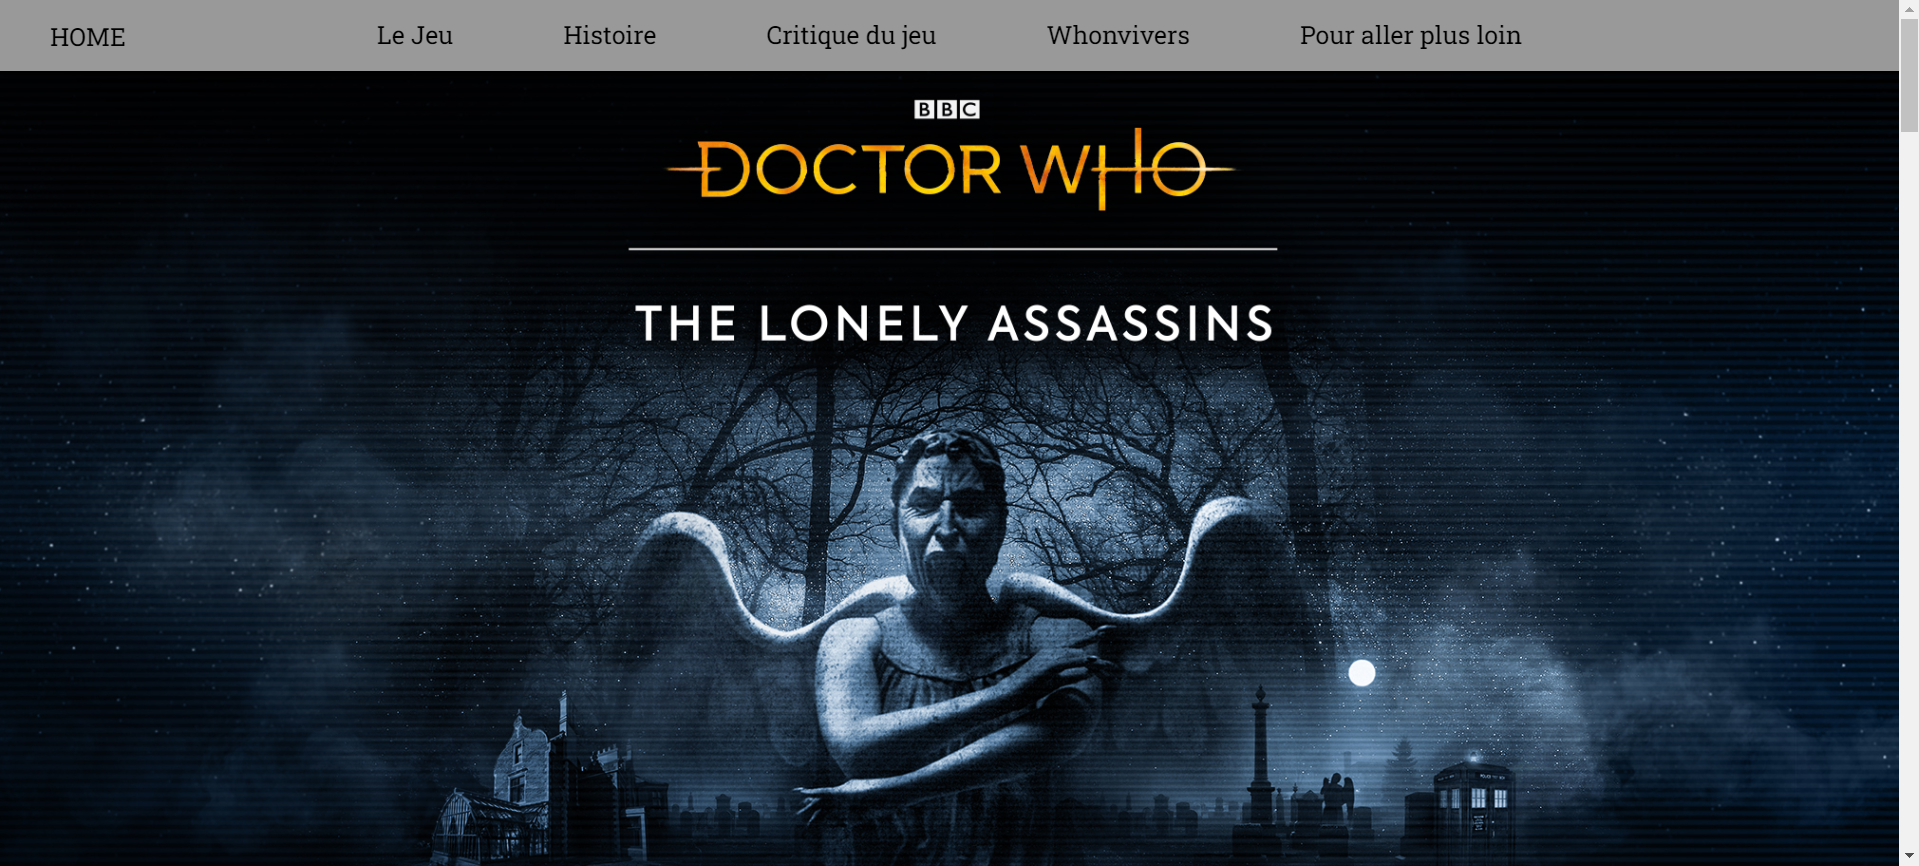 HOME Le Jeu Histoire Critique du jeu Whonvivers Pour aller plus loin
BBC
DOCTOR WHO
THE LONELY ASSASSINS